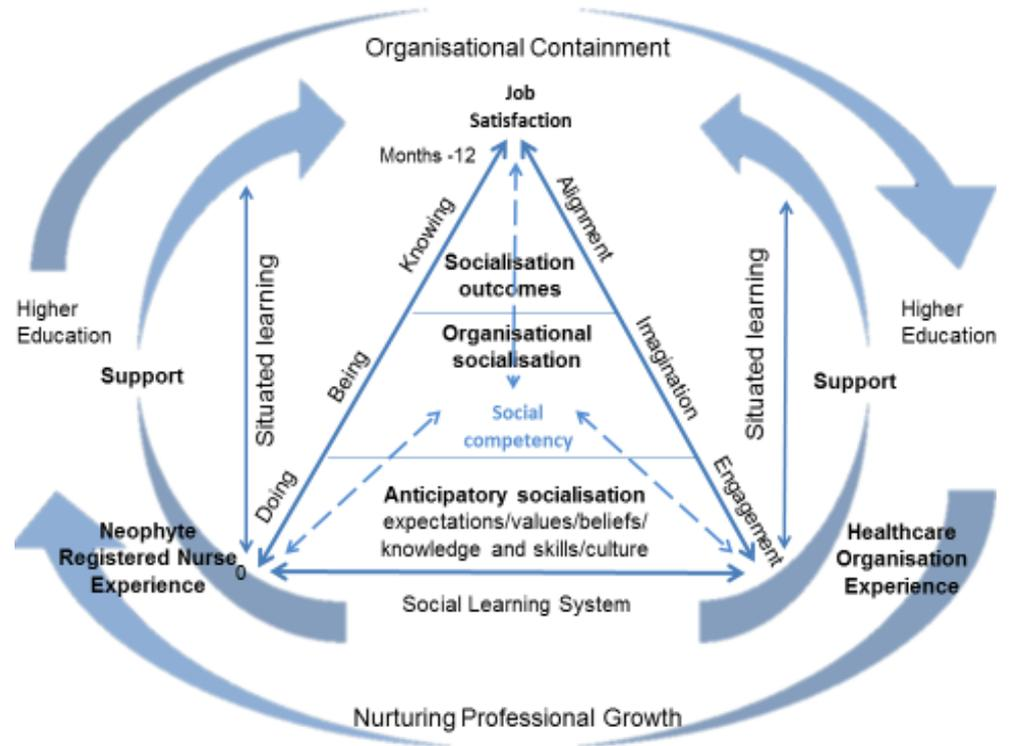 Organisational Containment
Job
Satisfaction
Months -12
Knowing
Alignment
Socialisation
outcomes
Higher
Education
Higher
Education
Situated learning
Situated learning
Organisational
socialisation
Being
Imagination
Support
Support
Social
competency
Doing
Engagement
Anticipatory socialisation
expectations/values/beliefs/
knowledge and skills/culture
Neophyte
Registered Nurse
Experience
0
Healthcare
Organisation
Experience
Social Learning System
Nurturing Professional Growth